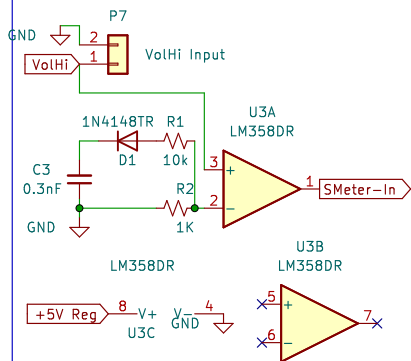 P7
GND
2
VolHi
1
VolHi Input
U3A
LM358DR
1N4148TR
R1
D1
10k
3
+
C3
0.3nF
R2
2
-
1
SMeter-In
1K
GND
LM358DR
U3B
LM358DR
+5V Reg
8
V+
V-
4
GND
U3C
5
+
7
6
-